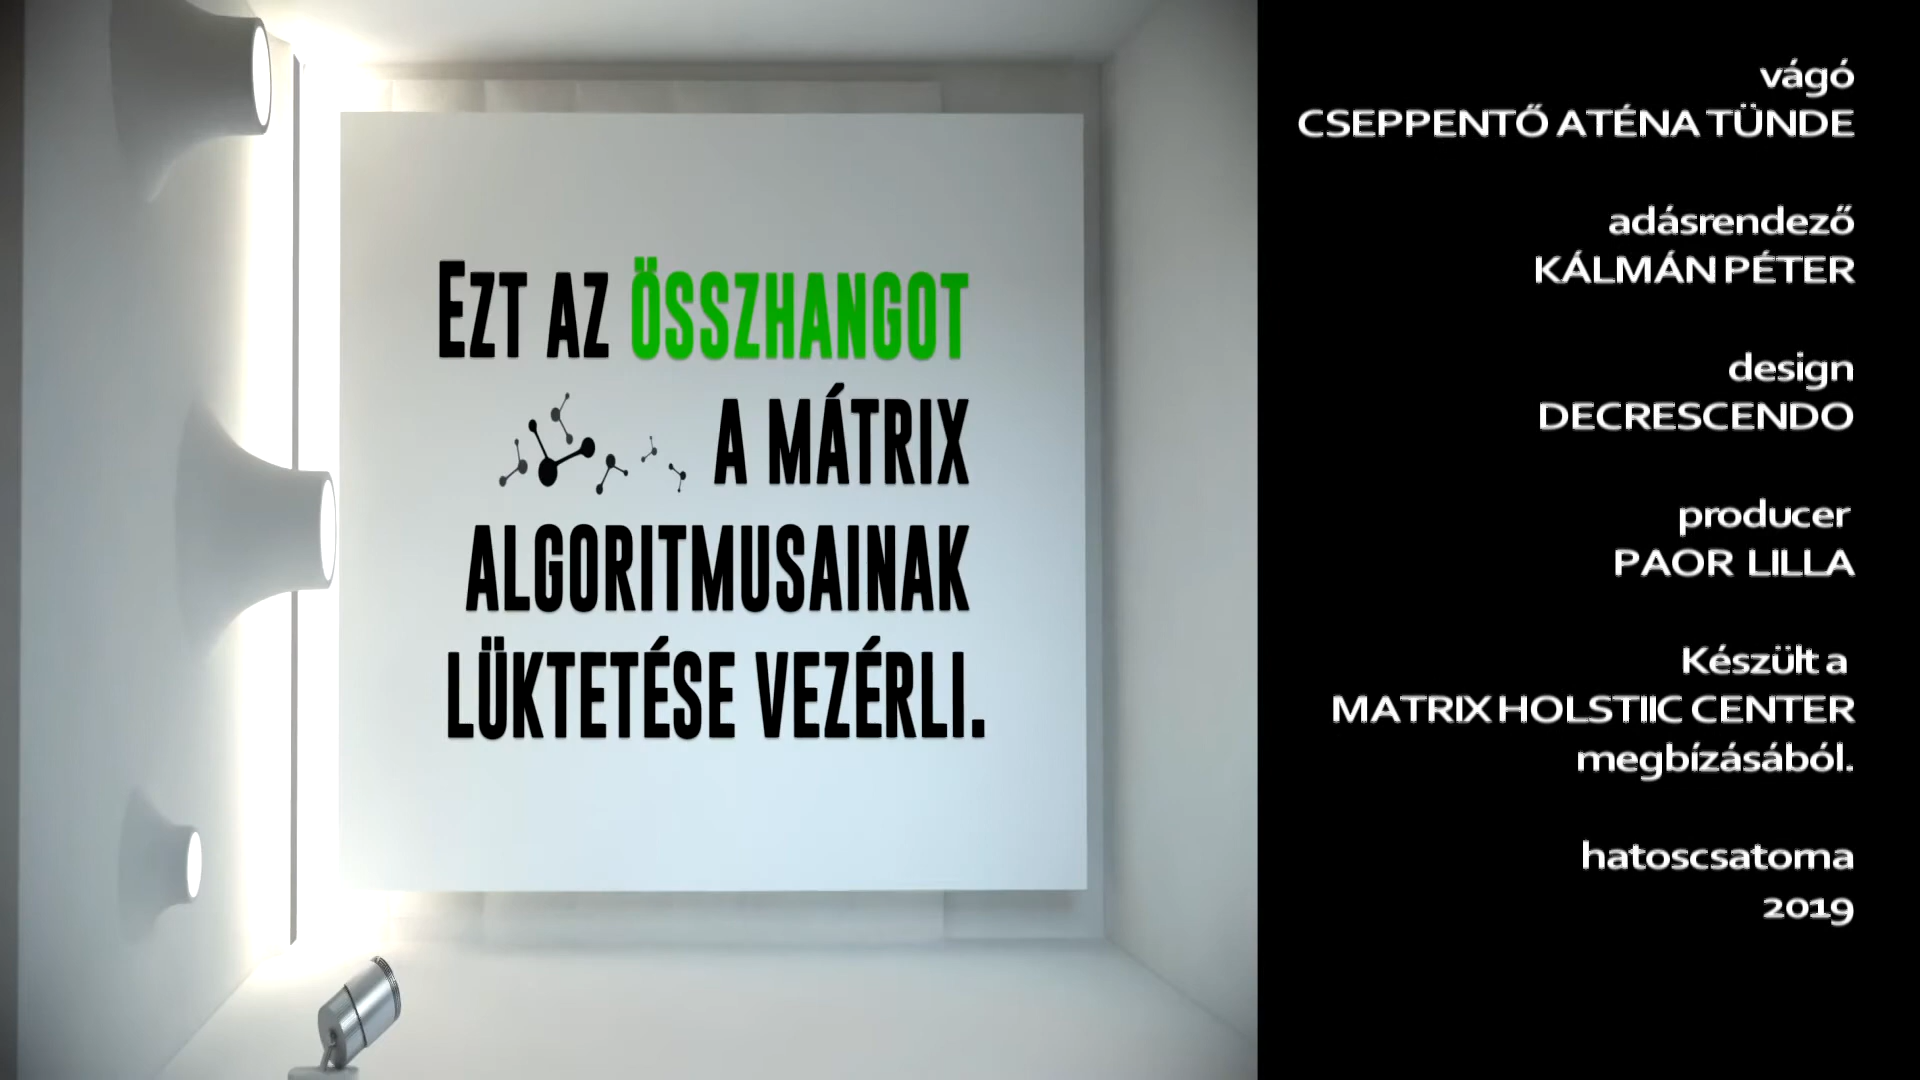 EZT AZ ÖSSZHANGOT
A MÁTRIX
ALGORITMUSAINAK
LÜKTETÉSE VEZÉRLI.
vágó
CSEPPENTŐ ATÉNA TÜNDE
adásrendező
KÁLMÁN PÉTER
design
DECRESCENDO
producer
PAOR LILLA
Készült a
MATRIX HOLSTIIC CENTER
megbízásából.
hatoscsatorna
2019